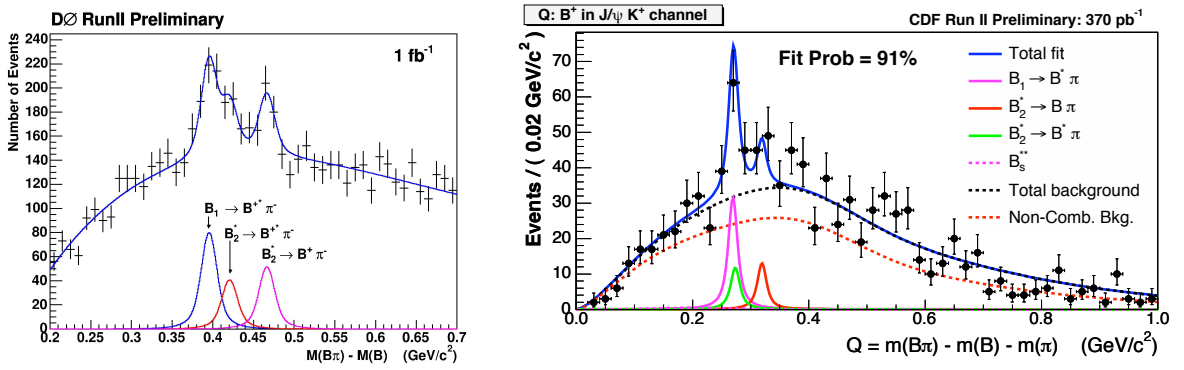 DØ RunII Preliminary
1 fb⁻¹
Number of Events
240
220
200
180
160
140
120
100
80
60
40
20
0
B₁ → B⁺* π⁻
B₂* → B⁺* π⁻
B₂* → B⁺ π⁻
0.2 0.25 0.3 0.35 0.4 0.45 0.5 0.55 0.6 0.65 0.7
M(Bπ) - M(B) (GeV/c²)
Q: B⁺ in J/ψ K⁺ channel
CDF Run II Preliminary: 370 pb⁻¹
Fit Prob = 91%
Events / ( 0.02 GeV/c² )
70
60
50
40
30
20
10
0
Total fit
B₁ → B* π
B₂* → B π
B₂* → B* π
Bₛ**
Total background
Non-Comb. Bkg.
0.0 0.2 0.4 0.6 0.8 1.0
Q = m(Bπ) - m(B) - m(π) (GeV/c²)